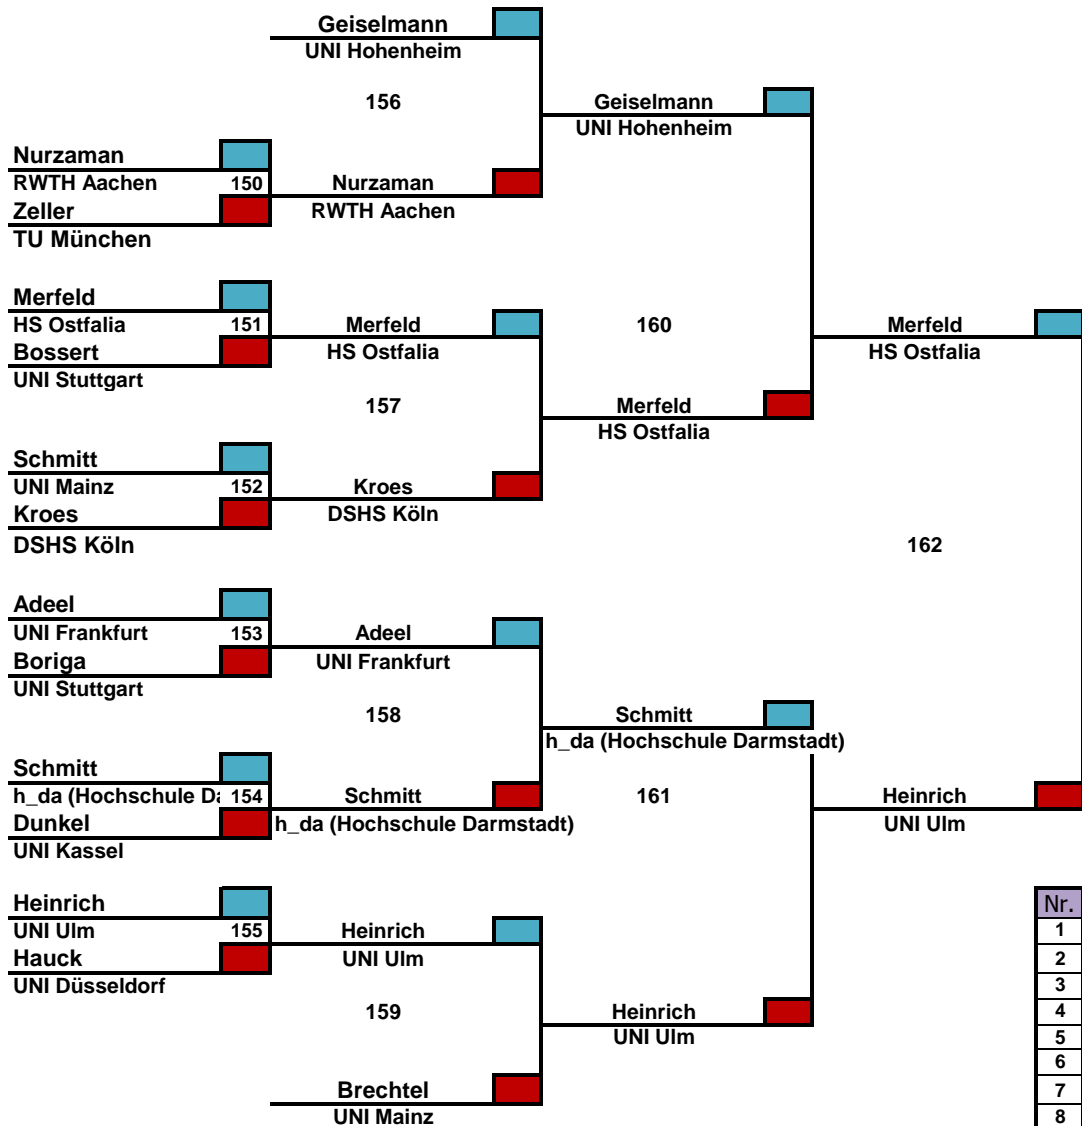 Geiselmann
UNI Hohenheim
156
Geiselmann
UNI Hohenheim
Nurzaman
RWTH Aachen 150 Nurzaman
Zeller RWTH Aachen
TU München
Merfeld
HS Ostfalia 151 Merfeld 160 Merfeld
Bossert HS Ostfalia HS Ostfalia
UNI Stuttgart
157 Merfeld
HS Ostfalia
Schmitt
UNI Mainz 152 Kroes
Kroes DSHS Köln
DSHS Köln 162
Adeel
UNI Frankfurt 153 Adeel
Boriga UNI Frankfurt
UNI Stuttgart
158 Schmitt
h_da (Hochschule Darmstadt)
Schmitt
h_da (Hochschule Da 154 Schmitt 161 Heinrich
Dunkel h_da (Hochschule Darmstadt) UNI Ulm
UNI Kassel
Heinrich Nr.
UNI Ulm 155 Heinrich 1
Hauck UNI Ulm 2
UNI Düsseldorf 3
159 Heinrich 4
UNI Ulm 5
6
Brechtel 7
UNI Mainz 8